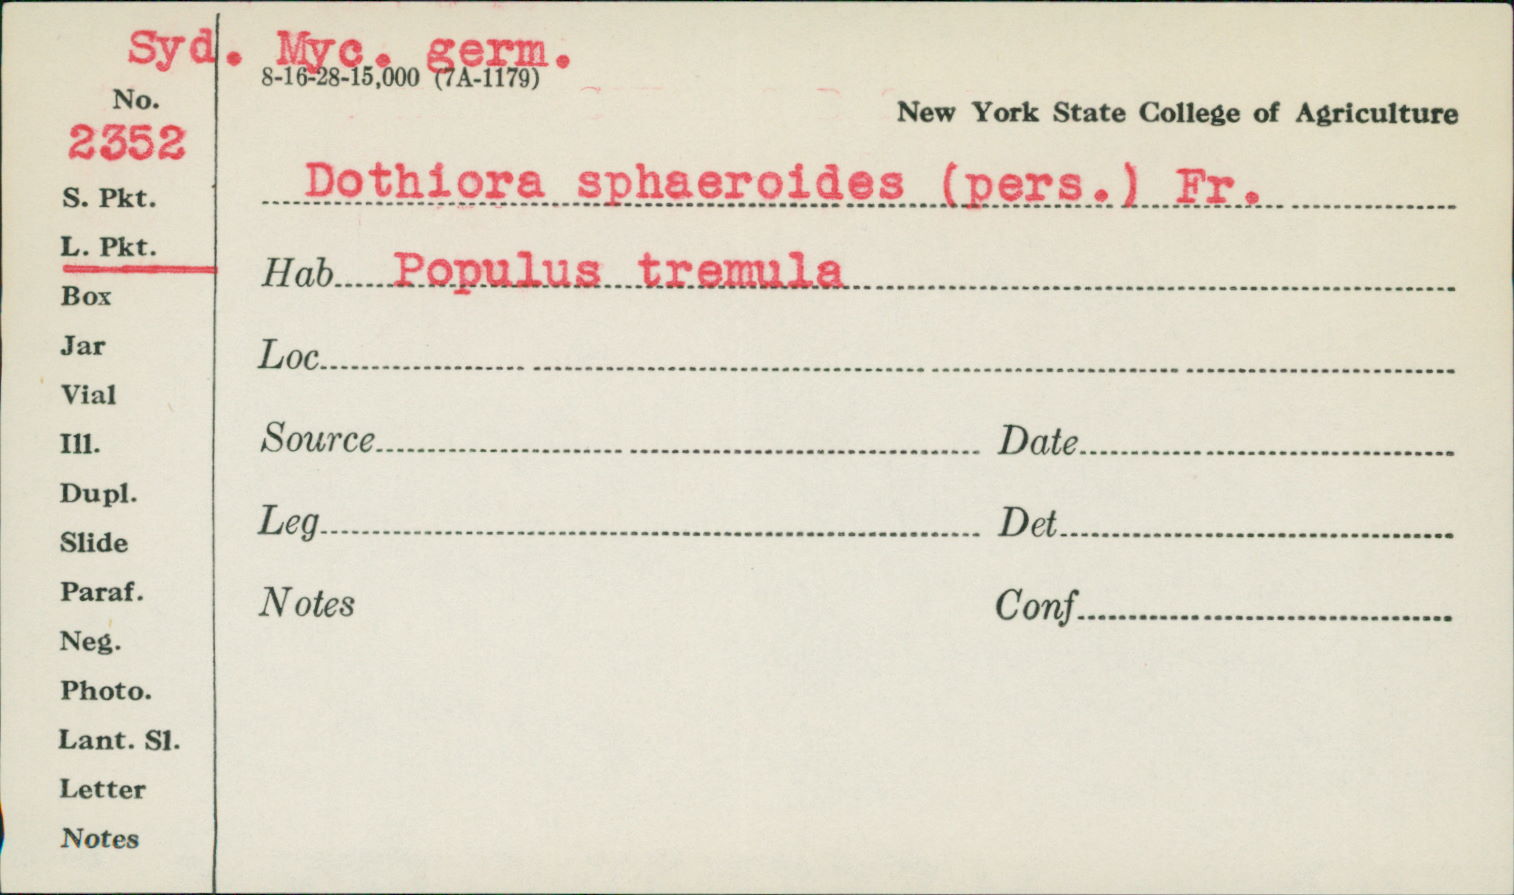 Syd. Myc. germ.
8-16-28-15,000 (7A-1179)
No.
2352
New York State College of Agriculture
S. Pkt.
Dothiora sphaeroides (pers.) Fr.
L. Pkt.
Hab Populus tremula
Box
Jar
Loc
Vial
Ill.
Source Date
Dupl.
Slide
Leg Det
Paraf.
Notes Conf
Neg.
Photo.
Lant. Sl.
Letter
Notes